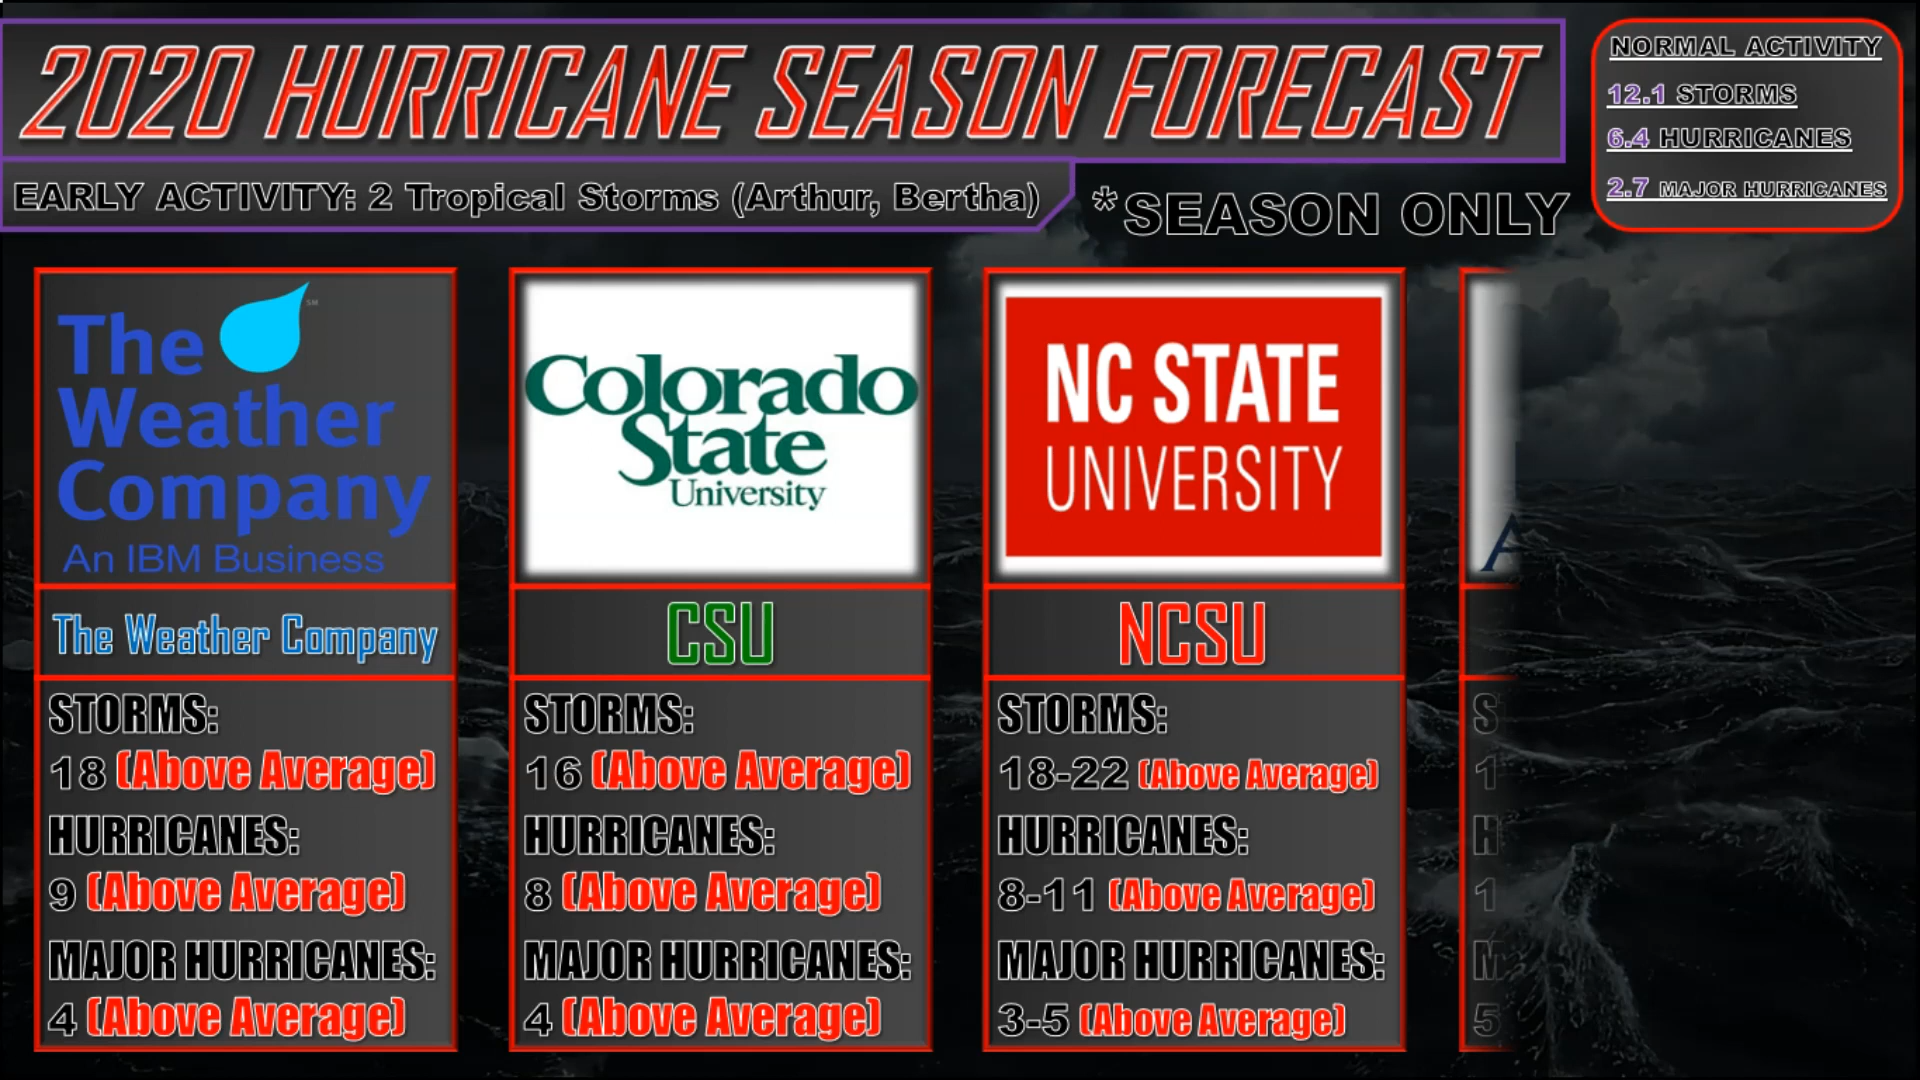 2020 HURRICANE SEASON FORECAST
EARLY ACTIVITY: 2 Tropical Storms (Arthur, Bertha)
*SEASON ONLY
NORMAL ACTIVITY
12.1 STORMS
6.4 HURRICANES
2.7 MAJOR HURRICANES
The
Weather
Company
An IBM Business
SM
The Weather Company
STORMS:
18 (Above Average)
HURRICANES:
9 (Above Average)
MAJOR HURRICANES:
4 (Above Average)
Colorado
State
University
CSU
STORMS:
16 (Above Average)
HURRICANES:
8 (Above Average)
MAJOR HURRICANES:
4 (Above Average)
NC STATE
UNIVERSITY
NCSU
STORMS:
18-22 (Above Average)
HURRICANES:
8-11 (Above Average)
MAJOR HURRICANES:
3-5 (Above Average)
A
S
1
H
1
M
5